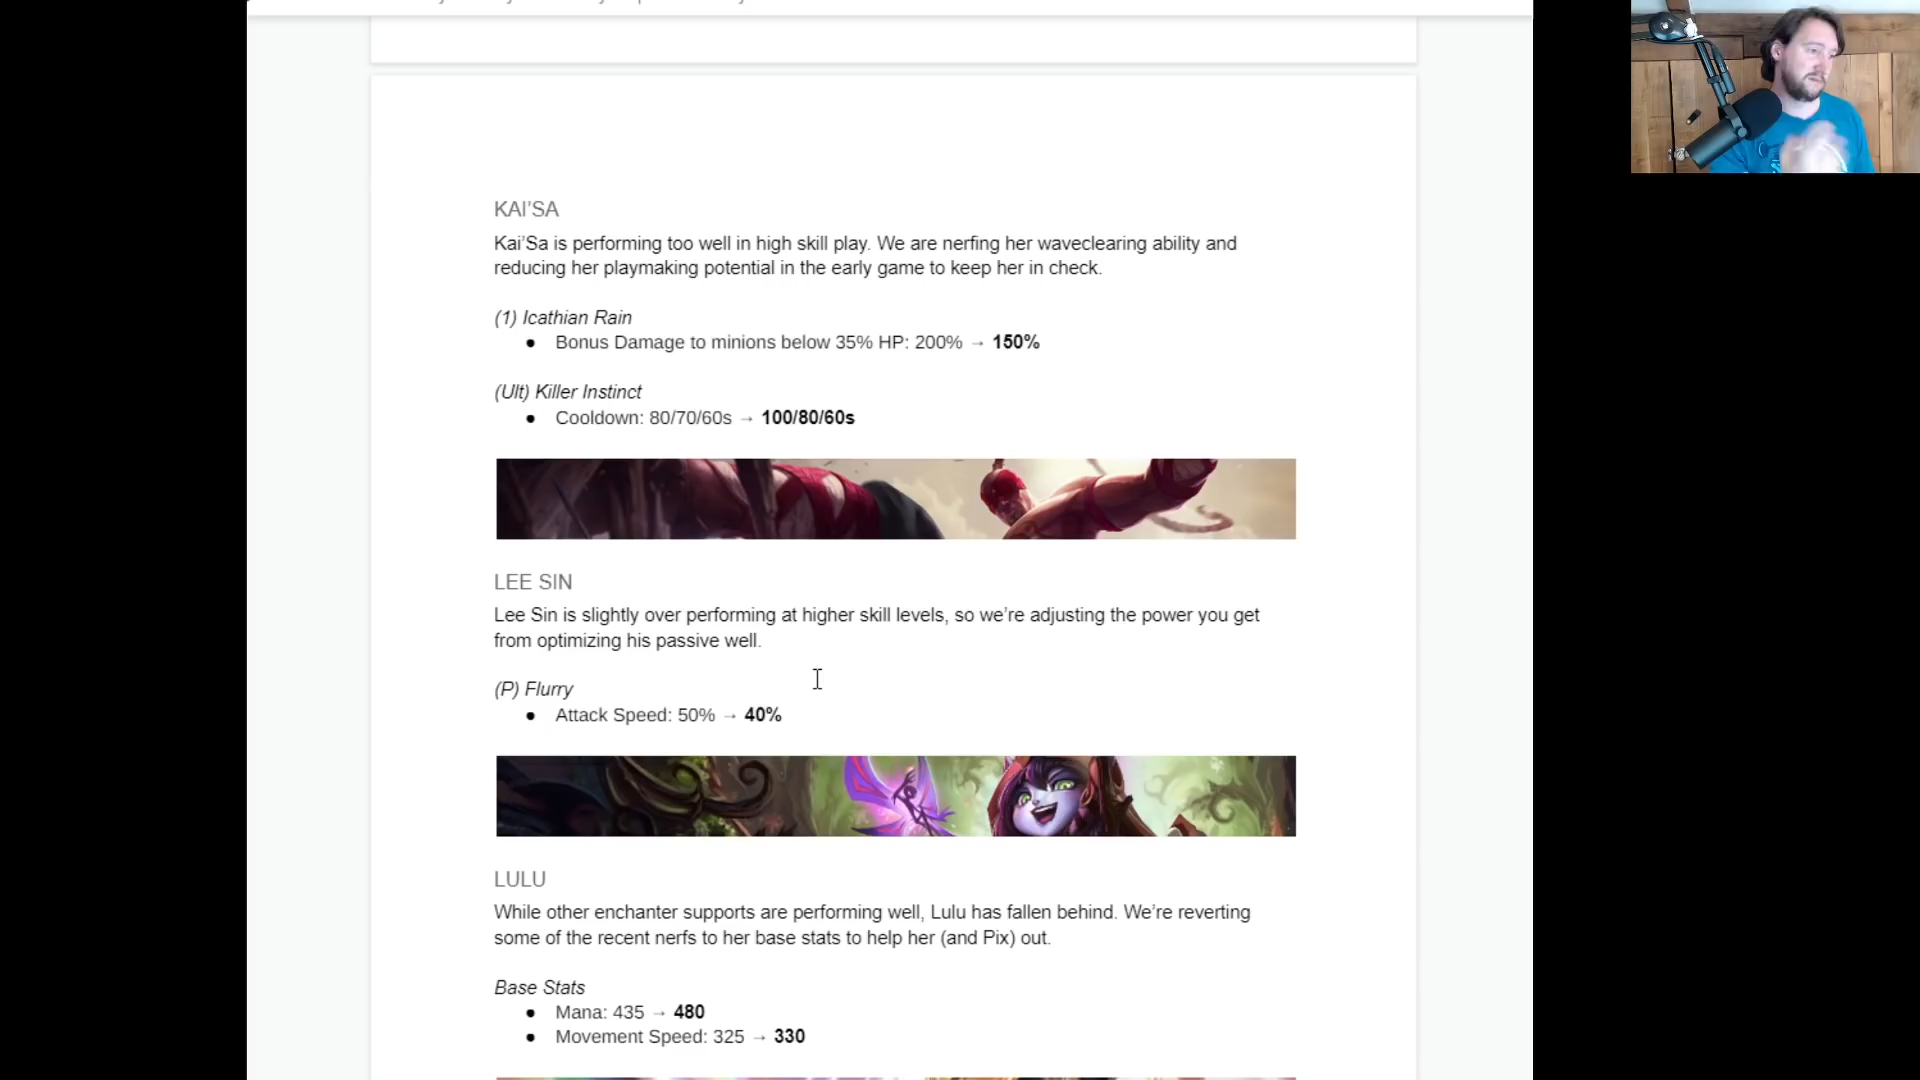 KAI'SA
Kai'Sa is performing too well in high skill play. We are nerfing her waveclearing ability and
reducing her playmaking potential in the early game to keep her in check.
(1) Icathian Rain
● Bonus Damage to minions below 35% HP: 200% → 150%
(Ult) Killer Instinct
● Cooldown: 80/70/60s → 100/80/60s
LEE SIN
Lee Sin is slightly over performing at higher skill levels, so we're adjusting the power you get
from optimizing his passive well.
(P) Flurry
● Attack Speed: 50% → 40%
LULU
While other enchanter supports are performing well, Lulu has fallen behind. We're reverting
some of the recent nerfs to her base stats to help her (and Pix) out.
Base Stats
● Mana: 435 → 480
● Movement Speed: 325 → 330